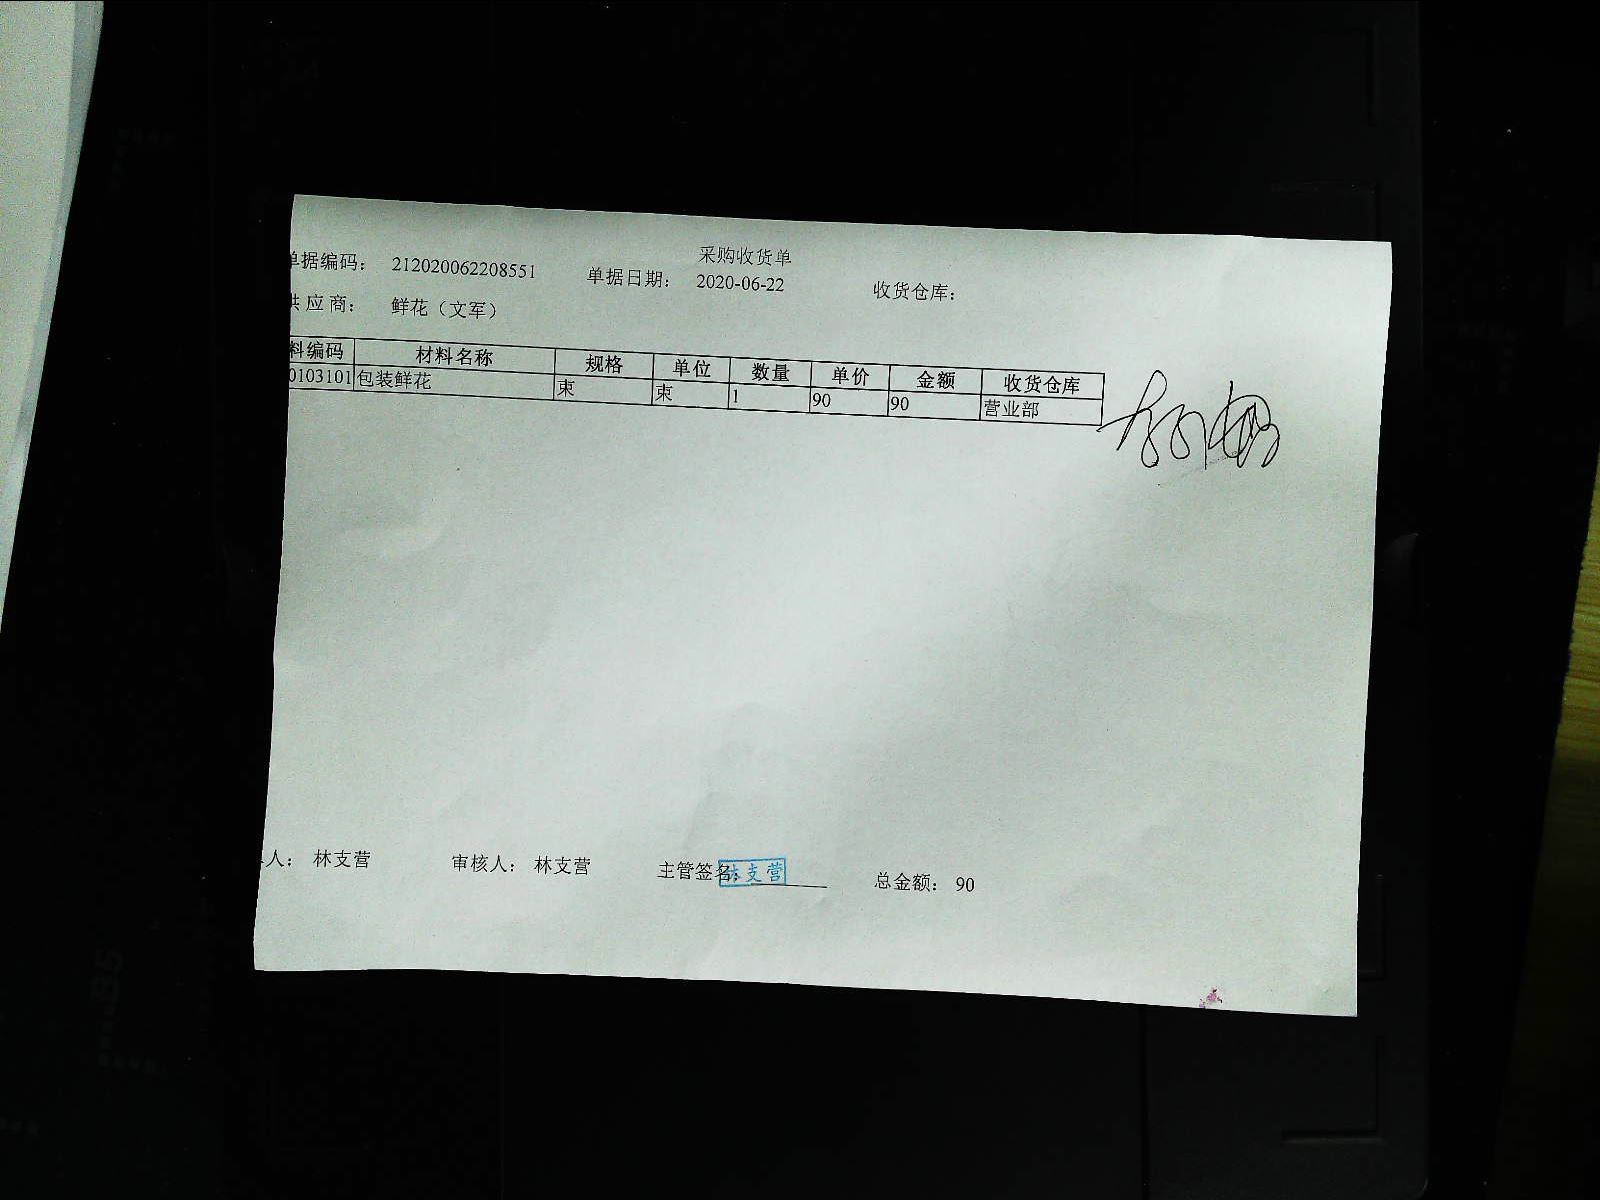 采购收货单
单据编码： 212020062208551 单据日期： 2020-06-22 收货仓库：
供应商： 鲜花（文军）
料编码 材料名称 规格 单位 数量 单价 金额 收货仓库
0103101 包装鲜花 束 束 1 90 90 营业部
人： 林支营 审核人： 林支营 主管签名： 林支营 总金额： 90